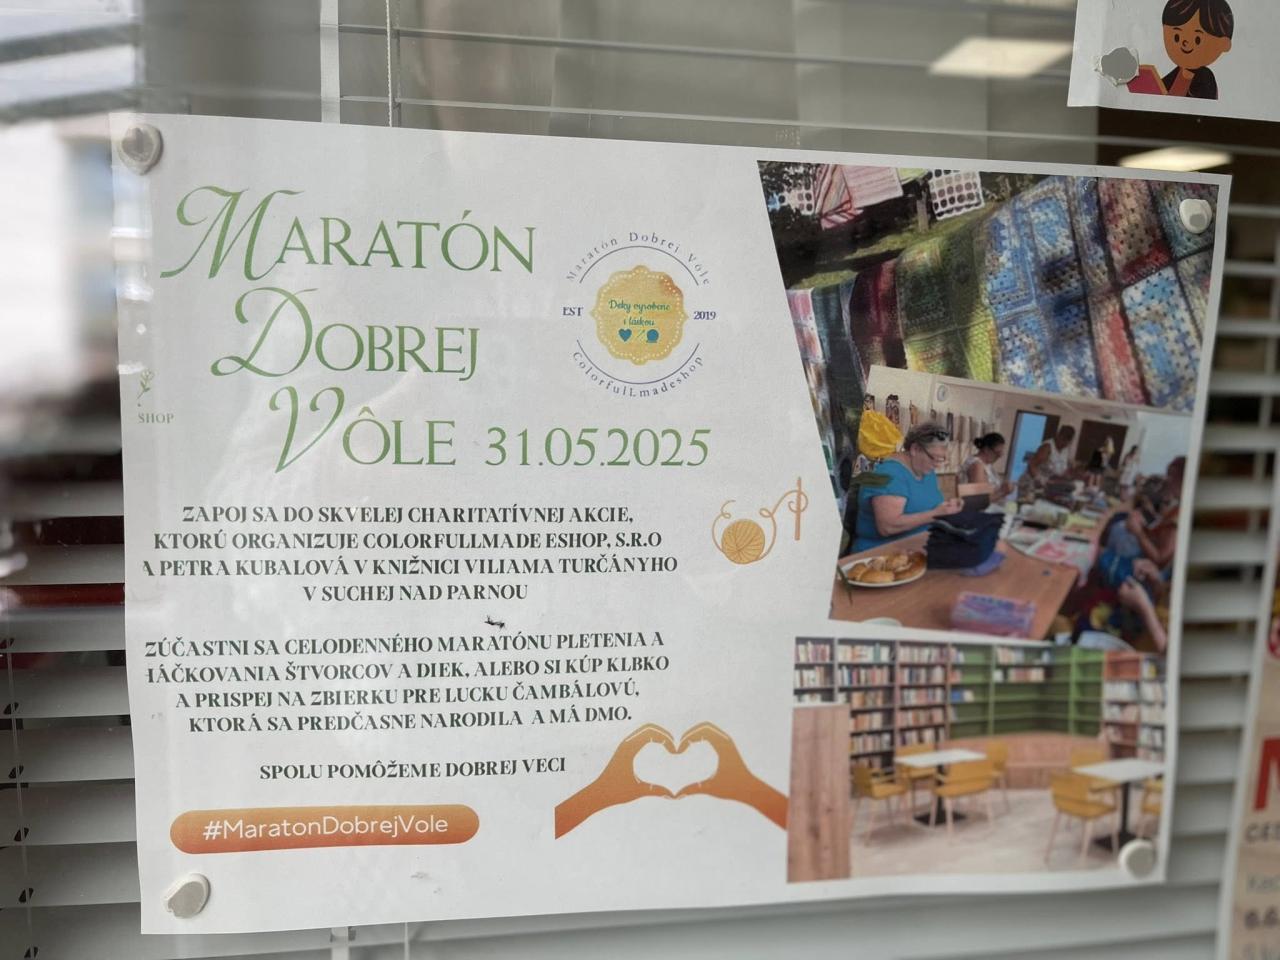 MARATÓN
DOBREJ
VÔLE 31.05.2025
Maratón Dobrej Vôle
EST
Deky vyrobené
s láskou
2019
ColorfulLmadeshop
SHOP
ZAPOJ SA DO SKVELEJ CHARITATÍVNEJ AKCIE,
KTORÚ ORGANIZUJE COLORFULLMADE ESHOP, S.R.O
A PETRA KUBALOVÁ V KNIŽNICI VILIAMA TURČÁNYHO
V SUCHEJ NAD PARNOU
ZÚČASTNI SA CELODENNÉHO MARATÓNU PLETENIA A
HÁČKOVANIA ŠTVORCOV A DIEK, ALEBO SI KÚP KLBKO
A PRISPEJ NA ZBIERKU PRE LUCKU ČAMBÁLOVÚ,
KTORÁ SA PREDČASNE NARODILA A MÁ DMO.
SPOLU POMÔŽEME DOBREJ VECI
#MaratonDobrejVole